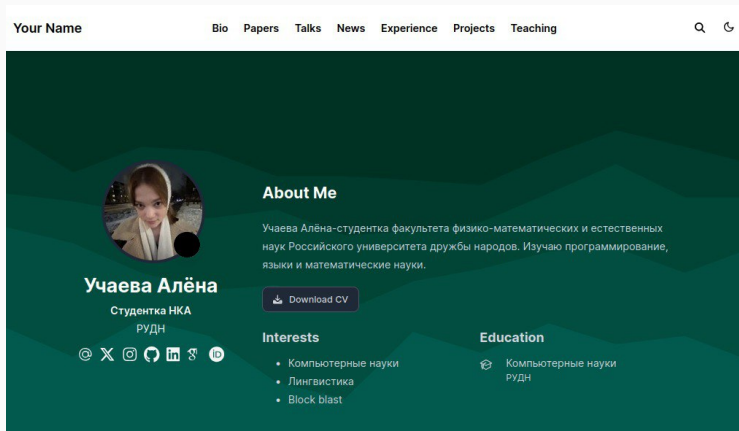 Your Name
Bio Papers Talks News Experience Projects Teaching
About Me
Учаева Алёна-студентка факультета физико-математических и естественных
наук Российского университета дружбы народов. Изучаю программирование,
языки и математические науки.
Download CV
Учаева Алёна
Студентка НКА
РУДН
Interests
Компьютерные науки
Лингвистика
Block blast
Education
Компьютерные науки
РУДН